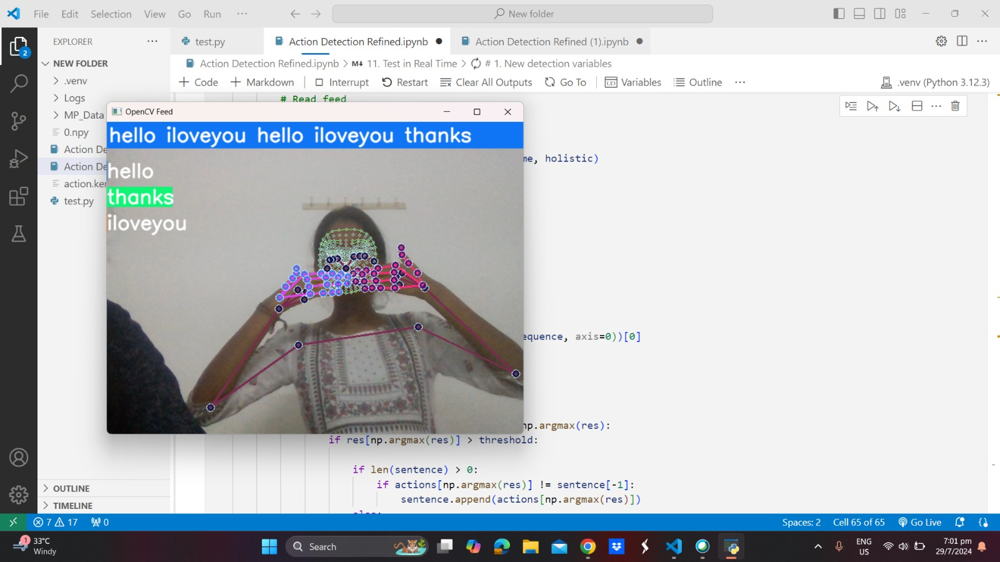 File Edit Selection View Go Run ··· New folder
EXPLORER ···
test.py Action Detection Refined.ipynb Action Detection Refined (1).ipynb
NEW FOLDER
Action Detection Refined.ipynb > M↓ 11. Test in Real Time > # 1. New detection variables
+ Code + Markdown Interrupt Restart Clear All Outputs Go To Variables Outline ··· .venv (Python 3.12.3)
2
.venv
Logs
MP_Data
0.npy
Action De
Action De
action.ker
test.py
# Read feed
OpenCV Feed
hello iloveyou hello iloveyou thanks
hello
thanks
iloveyou
me, holistic)
equence, axis=0))[0]
np.argmax(res):
if res[np.argmax(res)] > threshold:
if len(sentence) > 0:
if actions[np.argmax(res)] != sentence[-1]:
sentence.append(actions[np.argmax(res)])
else:
OUTLINE
TIMELINE
7 17 0 Spaces: 2 Cell 65 of 65 Go Live
1
33°C
Windy
Search
ENG
US
7:01 pm
29/7/2024